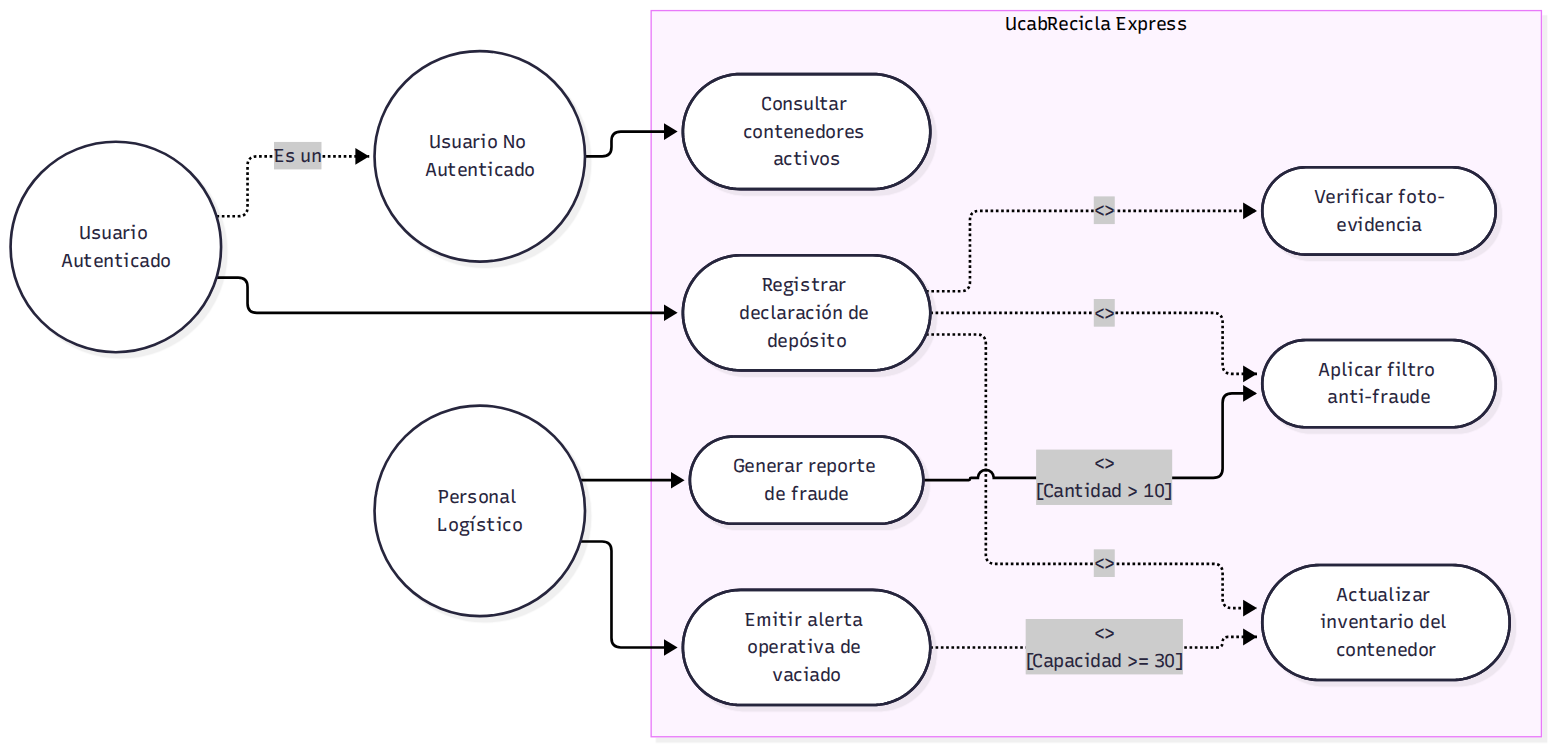 UcabRecicla Express
Usuario
Autenticado
Es un
Usuario No
Autenticado
Consultar
contenedores
activos
Registrar
declaración de
depósito
<>
Verificar foto-
evidencia
<>
Aplicar filtro
anti-fraude
Personal
Logístico
Generar reporte
de fraude
<>
[Cantidad > 10]
<>
Emitir alerta
operativa de
vaciado
<>
[Capacidad >= 30]
Actualizar
inventario del
contenedor